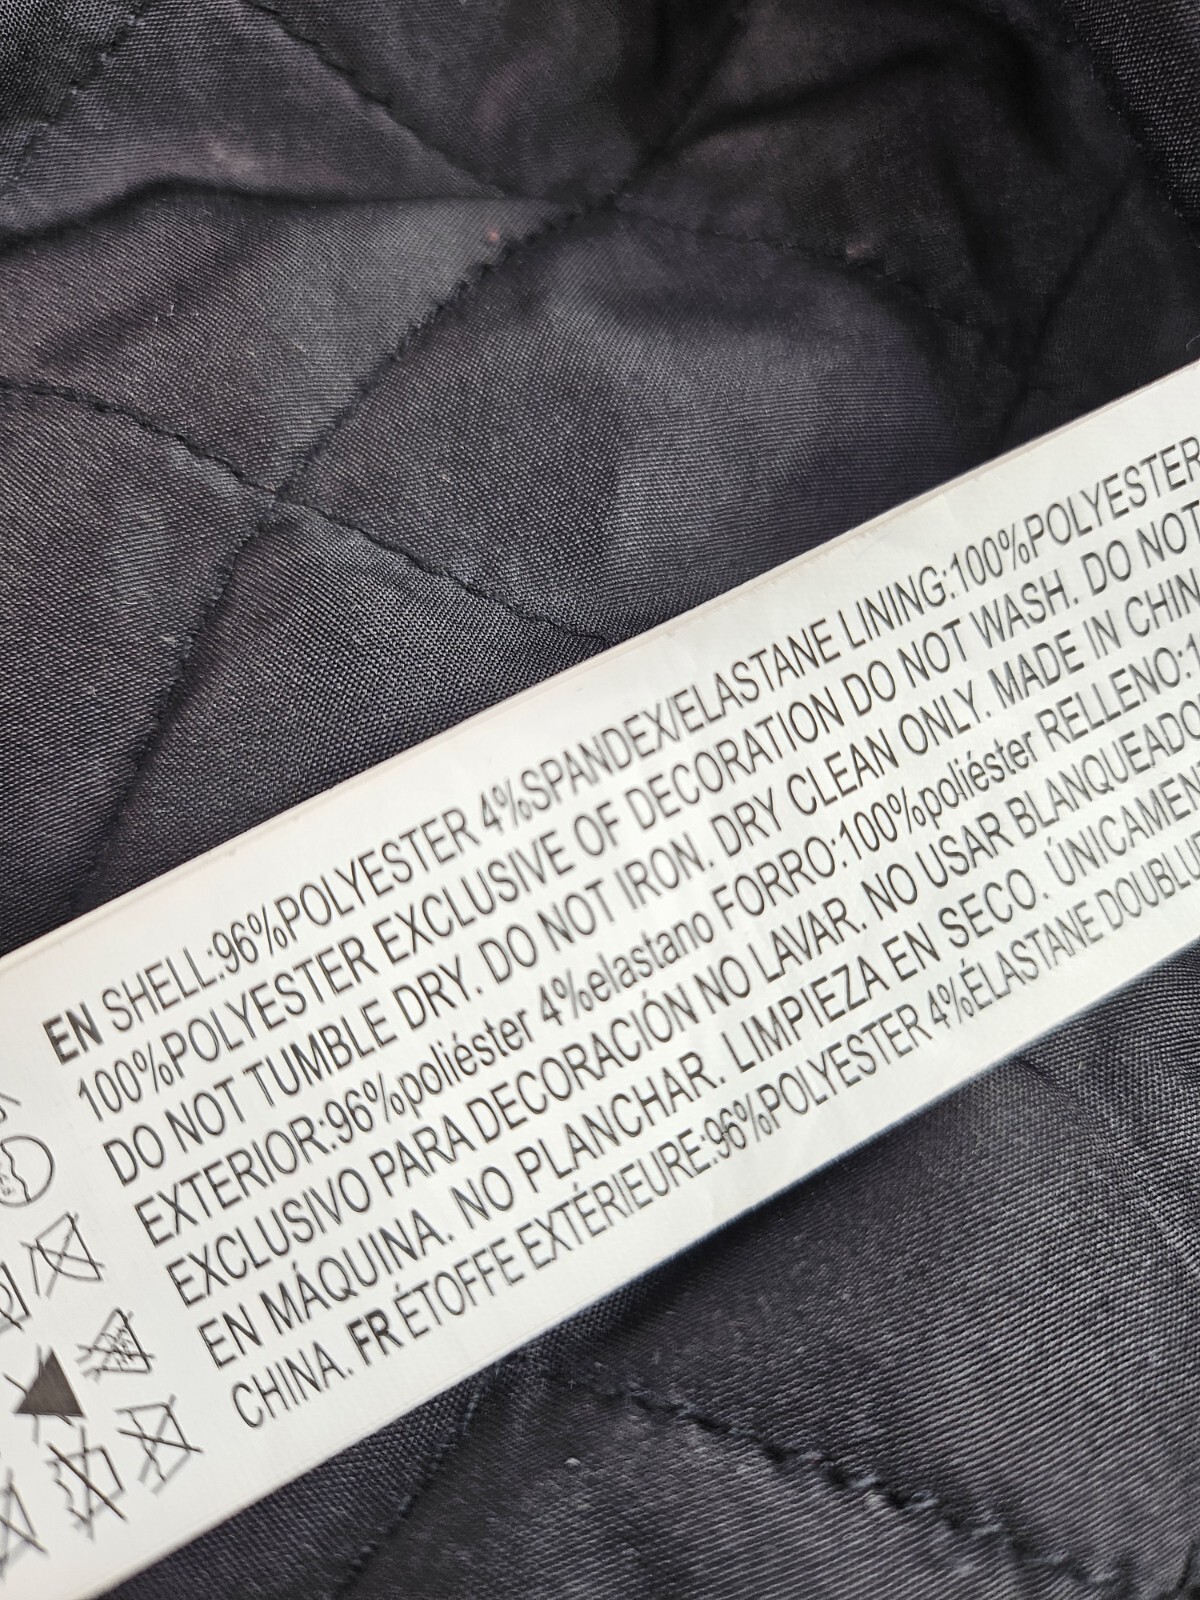 EN SHELL:96%POLYESTER 4%SPANDEX/ELASTANE LINING:100%POLYESTER
100%POLYESTER EXCLUSIVE OF DECORATION DO NOT WASH. DO NOT
DO NOT TUMBLE DRY. DO NOT IRON. DRY CLEAN ONLY. MADE IN CHIN
EXTERIOR:96%poliéster 4%elastano FORRO:100%poliéster RELLENO:1
EXCLUSIVO PARA DECORACIÓN NO LAVAR. NO USAR BLANQUEADO
EN MÁQUINA. NO PLANCHAR. LIMPIEZA EN SECO. ÚNICAMEN
CHINA. FR ÉTOFFE EXTÉRIEURE:96%POLYESTER 4%ÉLASTANE DOUBLU